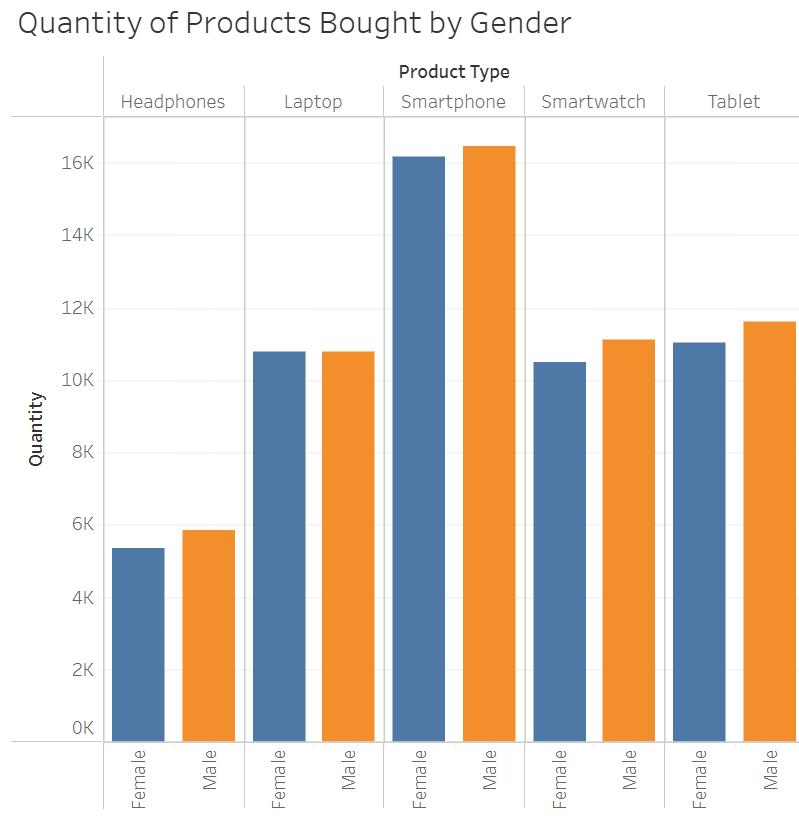 Quantity of Products Bought by Gender
Product Type
Headphones Laptop Smartphone Smartwatch Tablet
16K
14K
12K
10K
8K
6K
4K
2K
0K
Quantity
Female Male Female Male Female Male Female Male Female Male